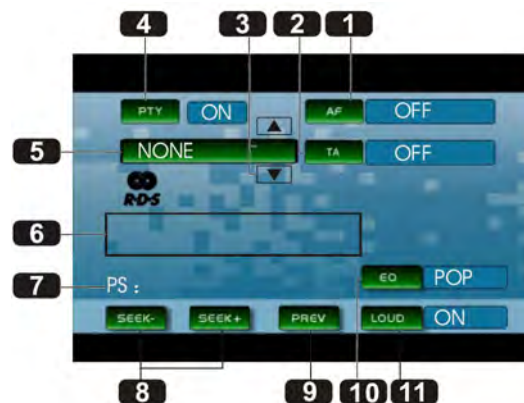 4 3 2 1
PTY ON AF OFF
5 NONE TA OFF
R·D·S
6
7 PS :
EQ POP
SEEK- SEEK+ PREV LOUD ON
8 9 10 11